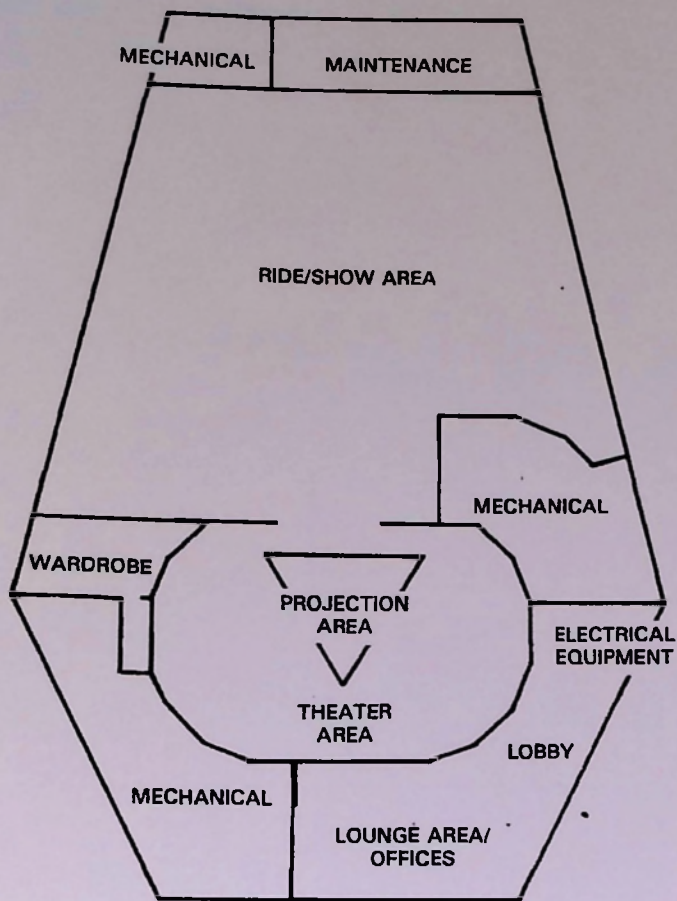 MECHANICAL
MAINTENANCE
RIDE/SHOW AREA
MECHANICAL
WARDROBE
PROJECTION
AREA
ELECTRICAL
EQUIPMENT
THEATER
AREA
LOBBY
MECHANICAL
LOUNGE AREA/
OFFICES